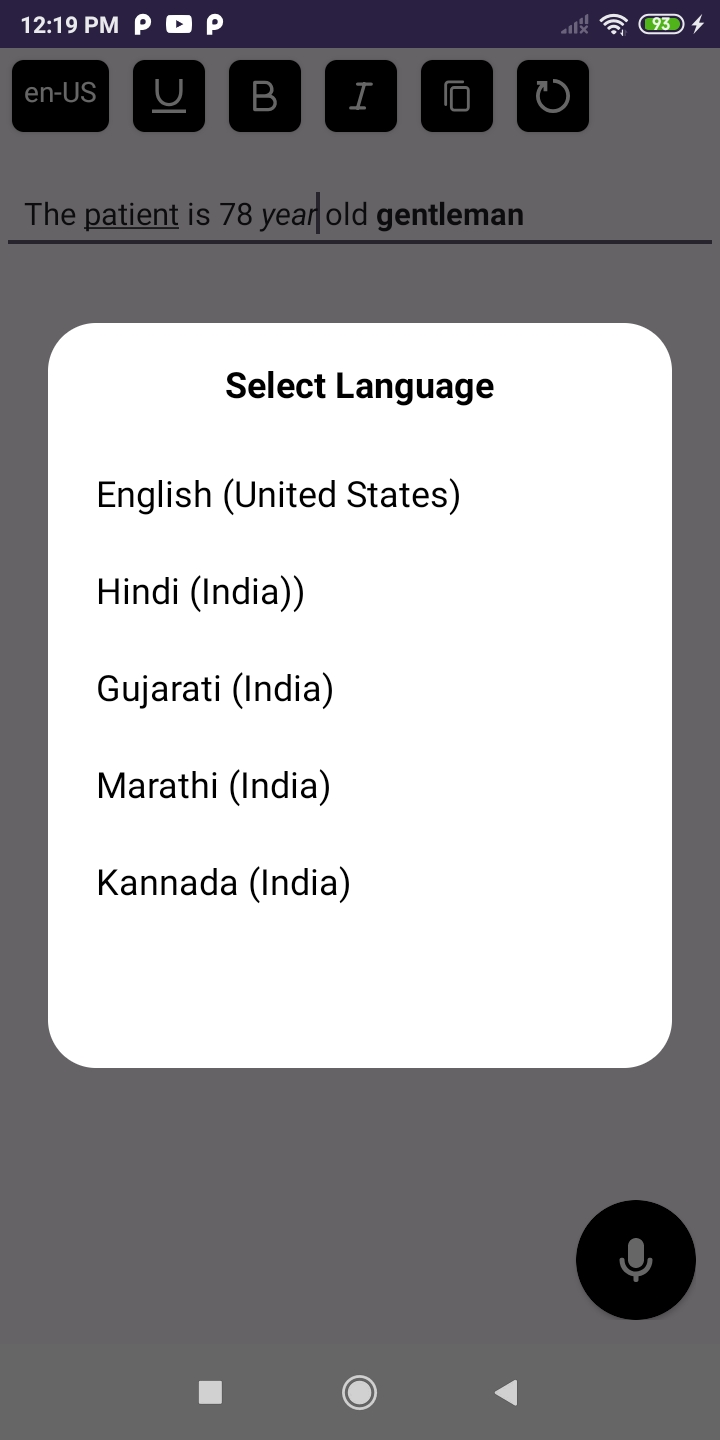 12:19 PM 93
en-US U B I
The patient is 78 year old gentleman
Select Language
English (United States)
Hindi (India))
Gujarati (India)
Marathi (India)
Kannada (India)